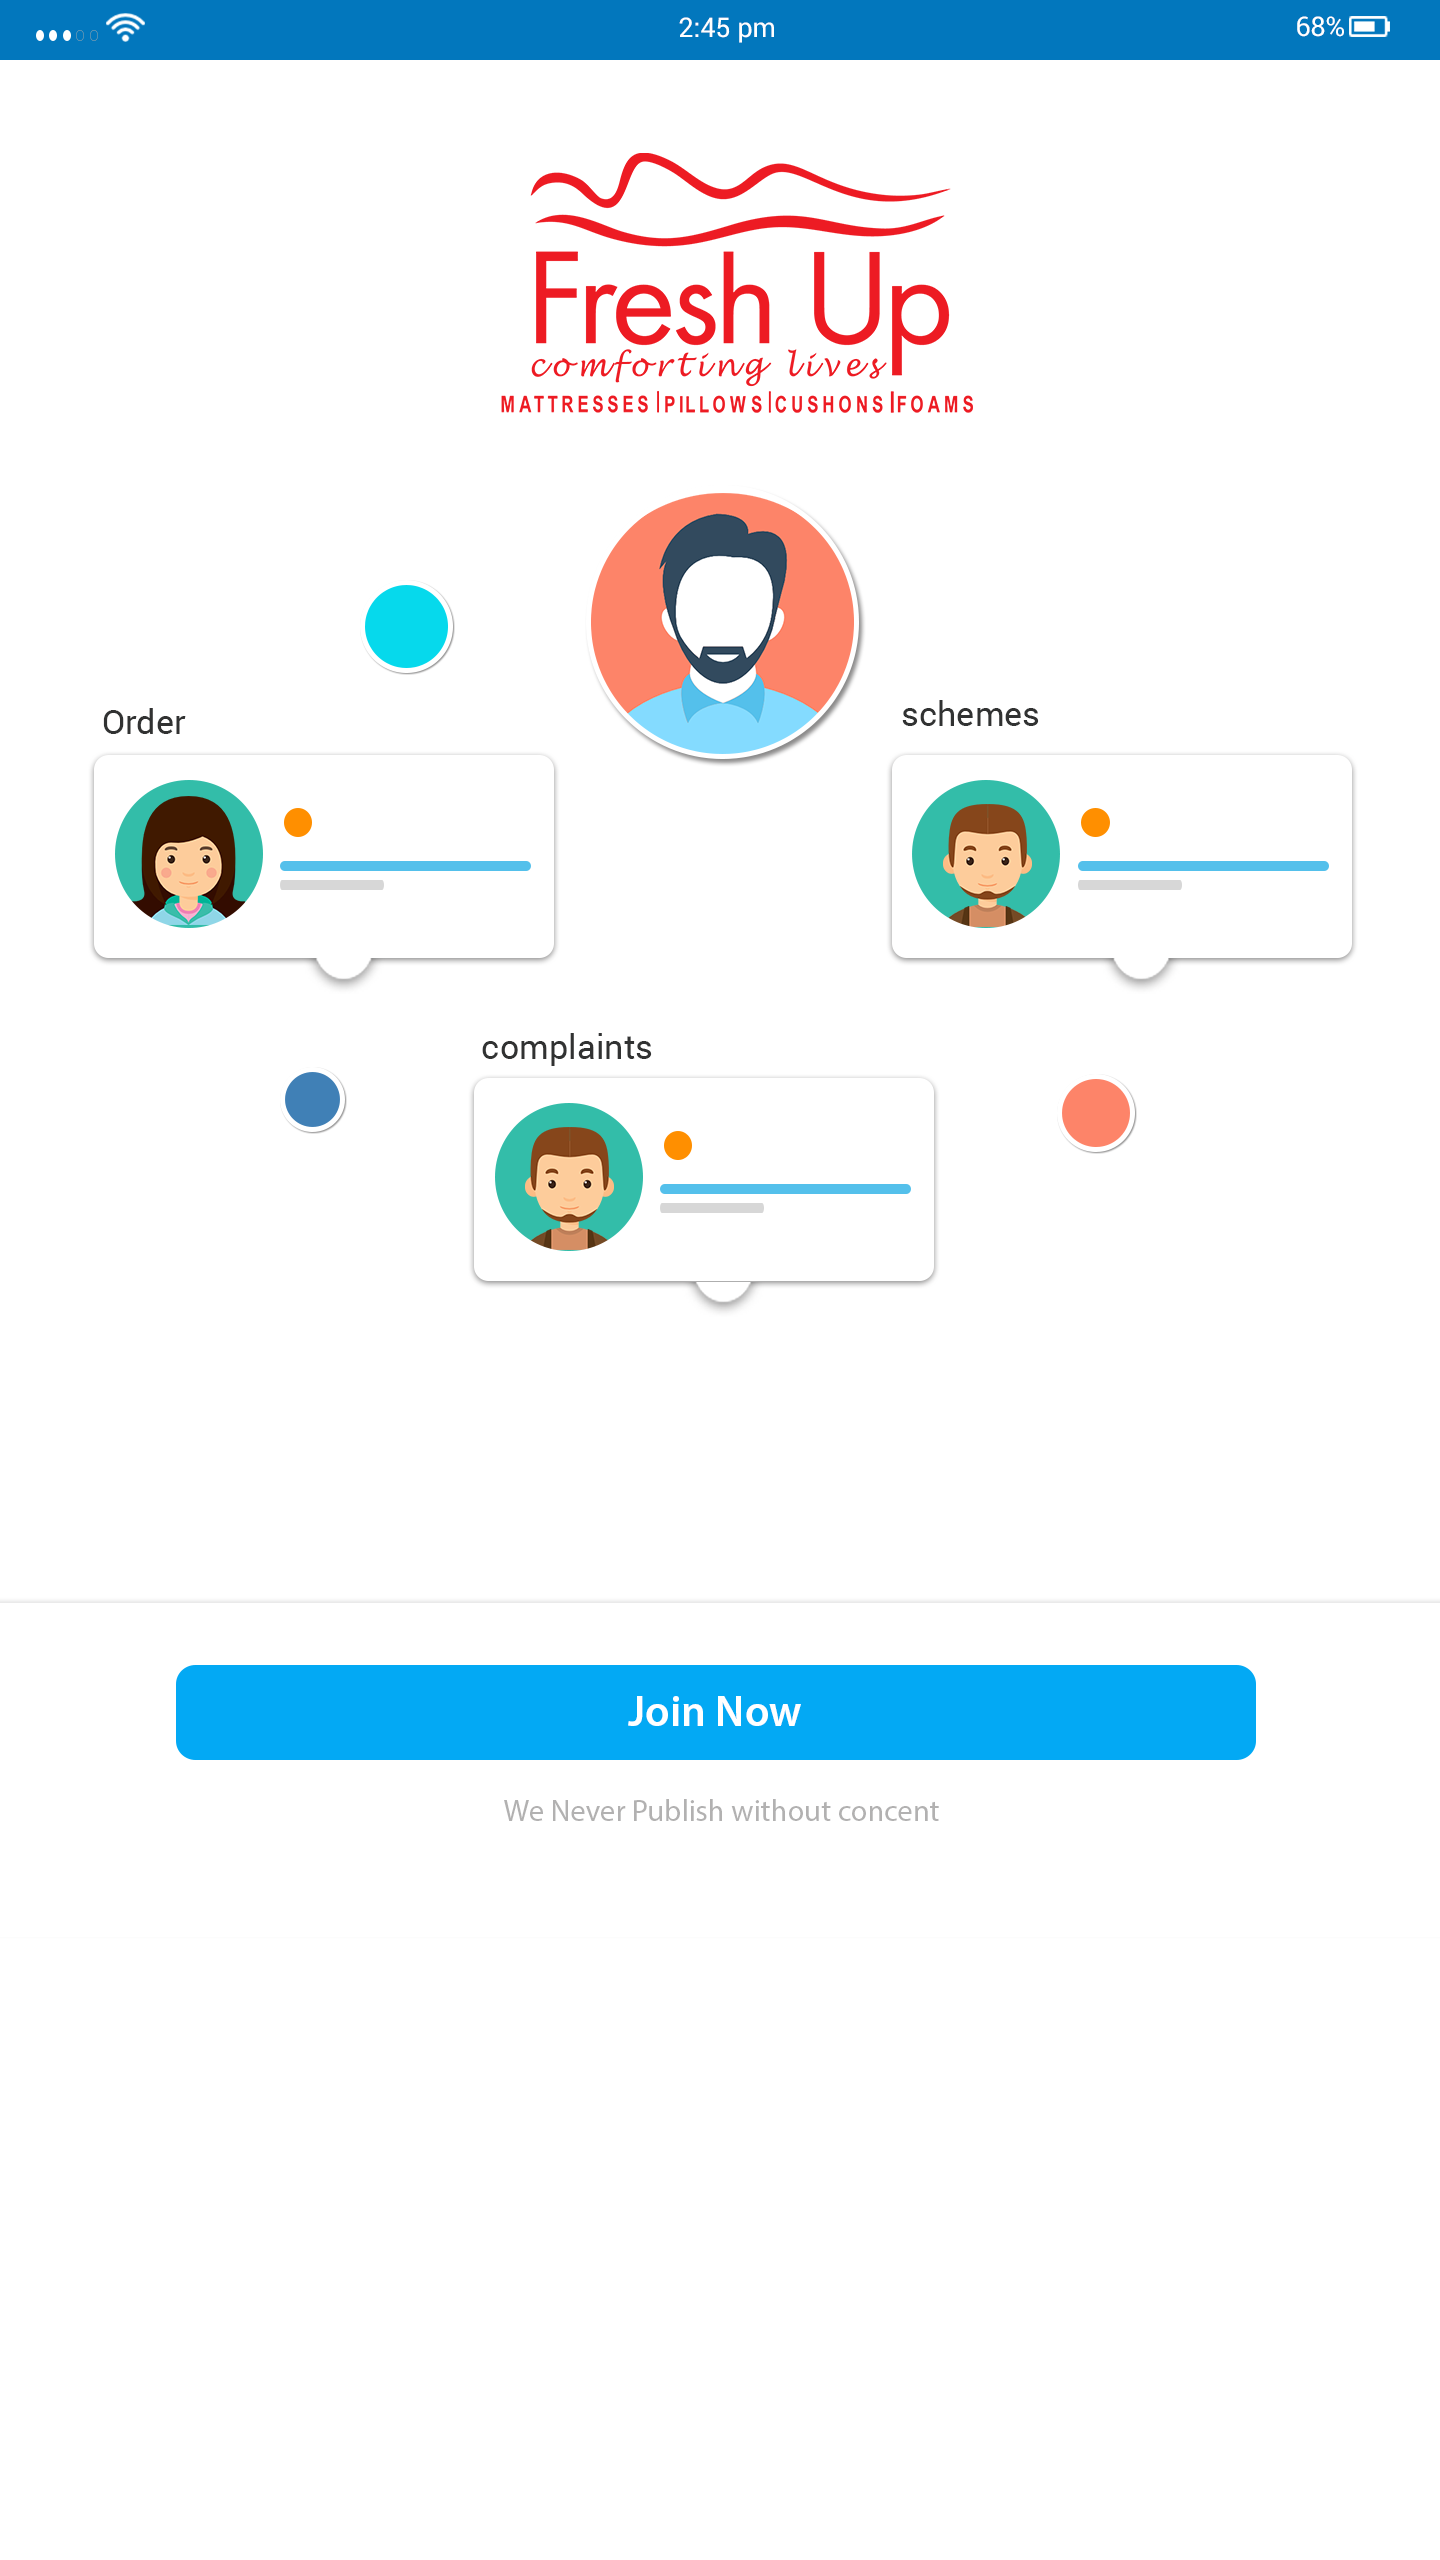 2:45 pm
68%
Fresh Up
comforting lives
MATTRESSES|PILLOWS|CUSHONS|FOAMS
Order
schemes
complaints
Join Now
We Never Publish without concent